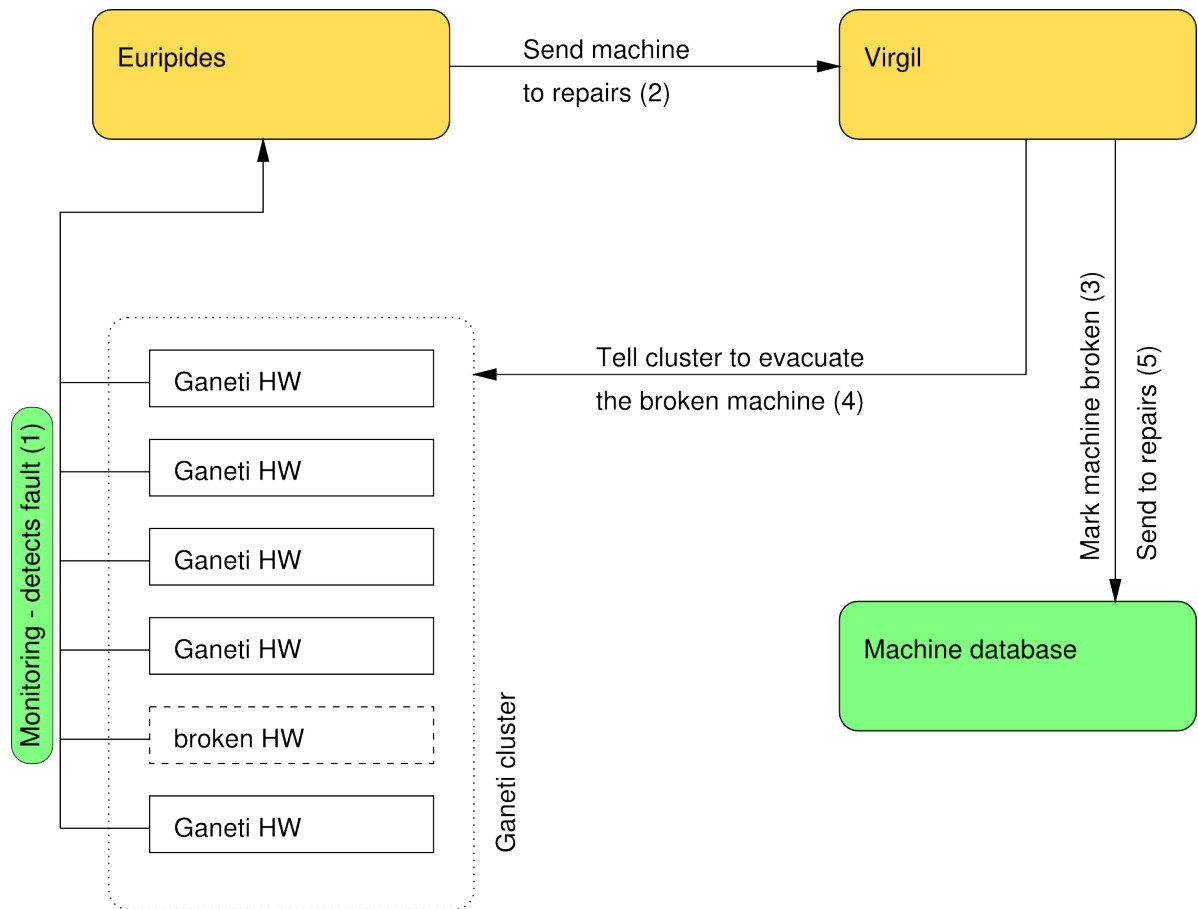 Euripides
Send machine
to repairs (2)
Virgil
Mark machine broken (3)
Send to repairs (5)
Tell cluster to evacuate
the broken machine (4)
Monitoring - detects fault (1)
Ganeti HW
Ganeti HW
Ganeti HW
Ganeti HW
broken HW
Ganeti HW
Ganeti cluster
Machine database